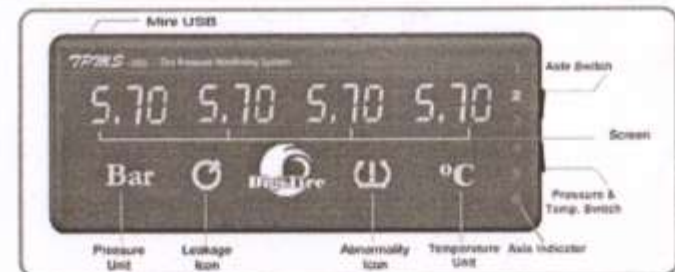 Mini USB
TPMS Tire Pressure Monitoring System
Axle Switch
5.70 5.70 5.70 5.70
2
Screen
Bar °C
Pressure & Temp. Switch
Pressure Unit
Leakage Icon
Abnormality Icon
Temperature Unit
Axle Indicator